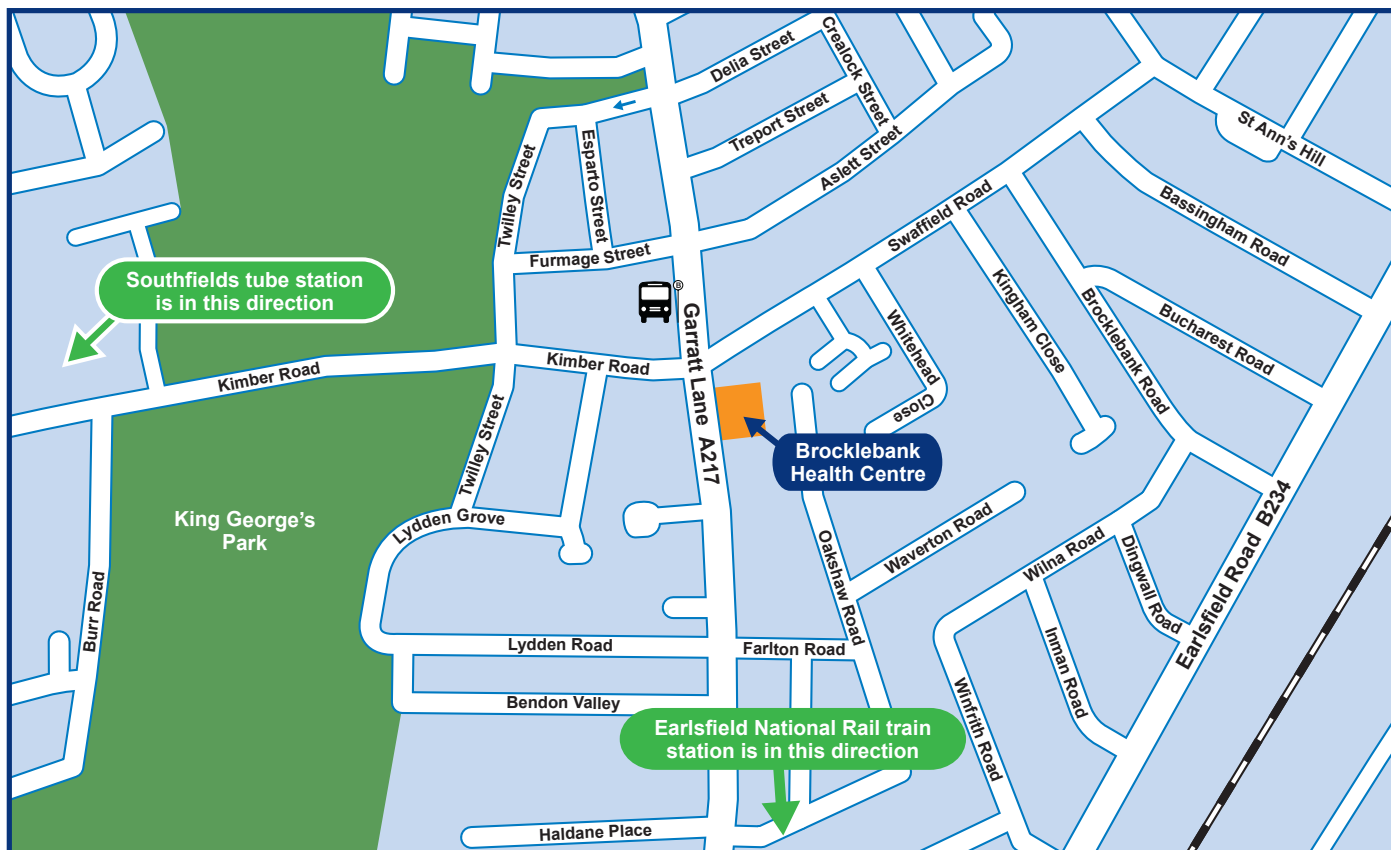 Delia Street
Crealock Street
Treport Street
Aslett Street
St Ann's Hill
Esparto Street
Twilley Street
Furmage Street
Swaffield Road
Bassingham Road
Southfields tube station
is in this direction
B
Garratt Lane A217
Whitehead
Close
Kingham Close
Brocklebank Road
Bucharest Road
Kimber Road
Kimber Road
Twilley Street
Brocklebank
Health Centre
King George’s
Park
Lydden Grove
Oakshaw Road
Waverton Road
Wilna Road
Dingwall Road
Earlsfield Road B234
Burr Road
Lydden Road
Farlton Road
Inman Road
Winfrith Road
Bendon Valley
Earlsfield National Rail train
station is in this direction
Haldane Place